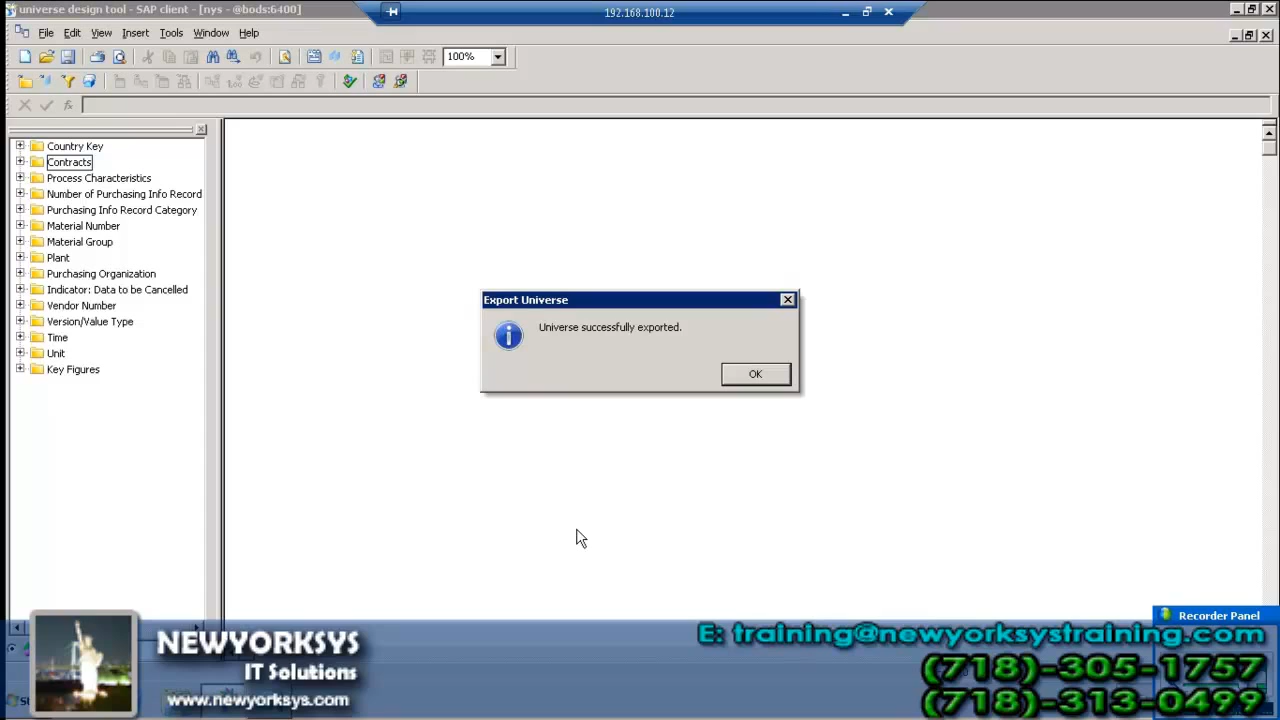 universe design tool - SAP client - [nys - @bods:6400]
192.168.100.12
File Edit View Insert Tools Window Help
100%
Country Key
Contracts
Process Characteristics
Number of Purchasing Info Record
Purchasing Info Record Category
Material Number
Material Group
Plant
Purchasing Organization
Indicator: Data to be Cancelled
Vendor Number
Version/Value Type
Time
Unit
Key Figures
Export Universe
Universe successfully exported.
OK
Recorder Panel
NEWYORKSYS
IT Solutions
www.newyorksys.com
E: training@newyorksystraining.com
(718)-305-1757
(718)-313-0499